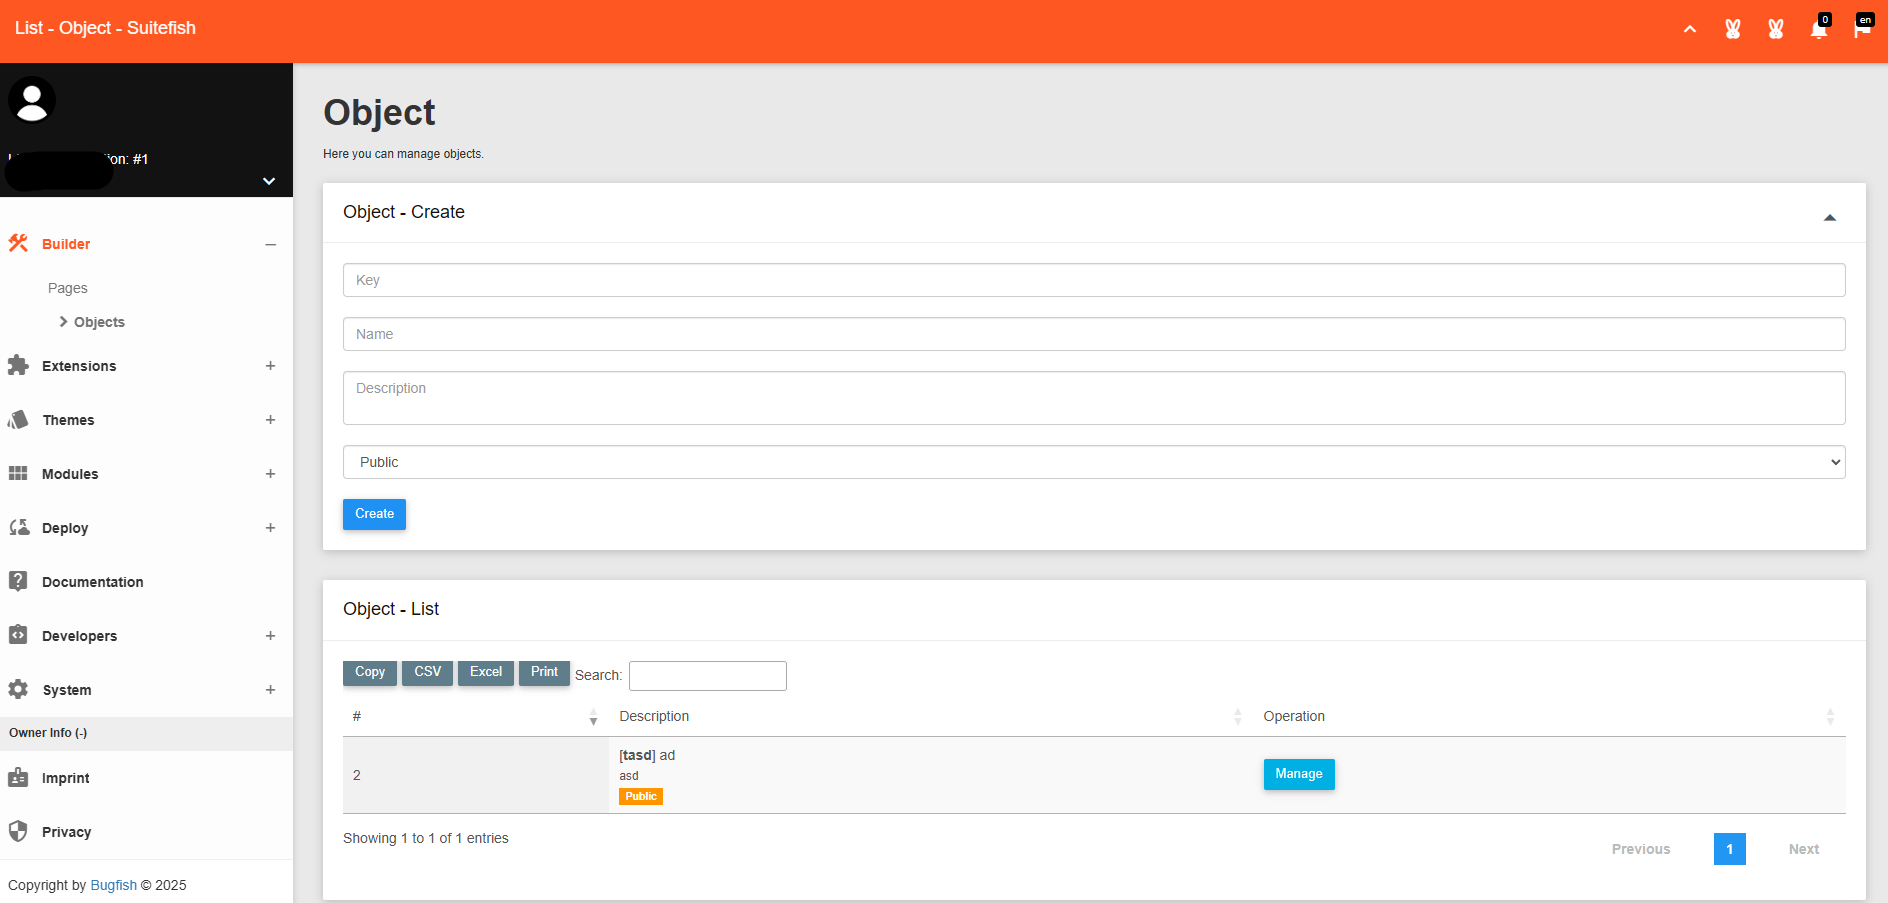 List - Object - Suitefish
0
en
ion: #1
Builder
Pages
Objects
Extensions
Themes
Modules
Deploy
Documentation
Developers
System
Owner Info (-)
Imprint
Privacy
Copyright by Bugfish © 2025
Object
Here you can manage objects.
Object - Create
Key
Name
Description
Public
Create
Object - List
Copy CSV Excel Print Search:
# Description Operation
2 [tasd] ad
asd
Public
Manage
Showing 1 to 1 of 1 entries
Previous 1 Next